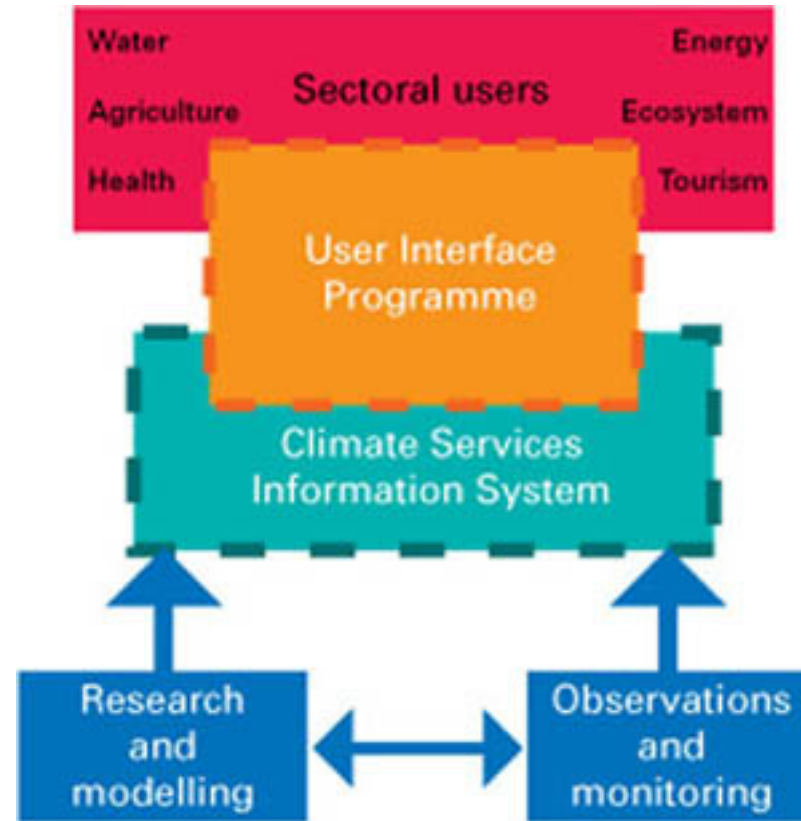 Water
Energy
Sectoral users
Agriculture
Ecosystem
Health
Tourism
User Interface
Programme
Climate Services
Information System
Research
and
modelling
Observations
and
monitoring